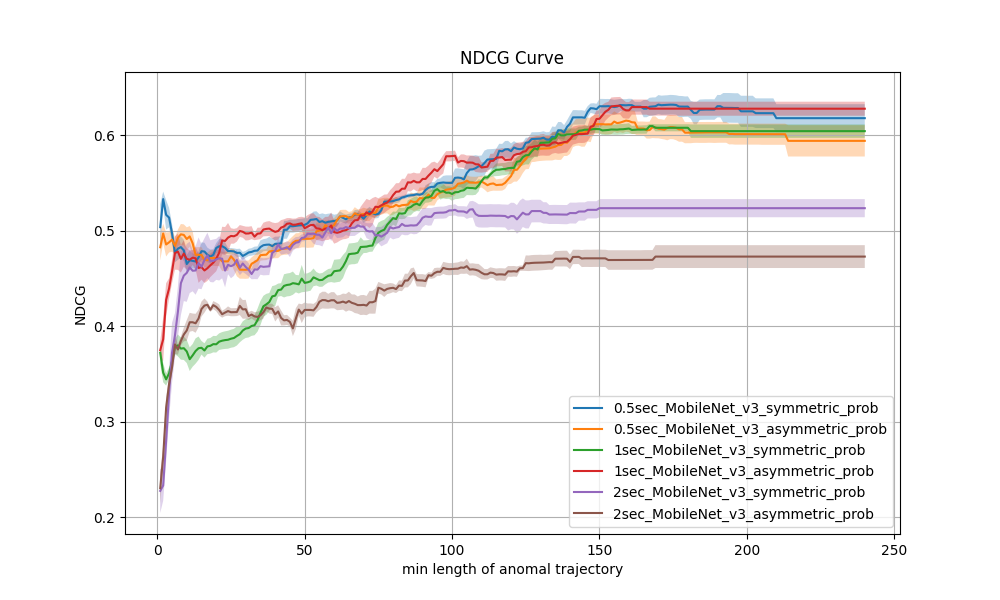 NDCG Curve
NDCG
0.6
0.5
0.4
0.3
0.2
0.5sec_MobileNet_v3_symmetric_prob
0.5sec_MobileNet_v3_asymmetric_prob
1sec_MobileNet_v3_symmetric_prob
1sec_MobileNet_v3_asymmetric_prob
2sec_MobileNet_v3_symmetric_prob
2sec_MobileNet_v3_asymmetric_prob
0 50 100 150 200 250
min length of anomal trajectory